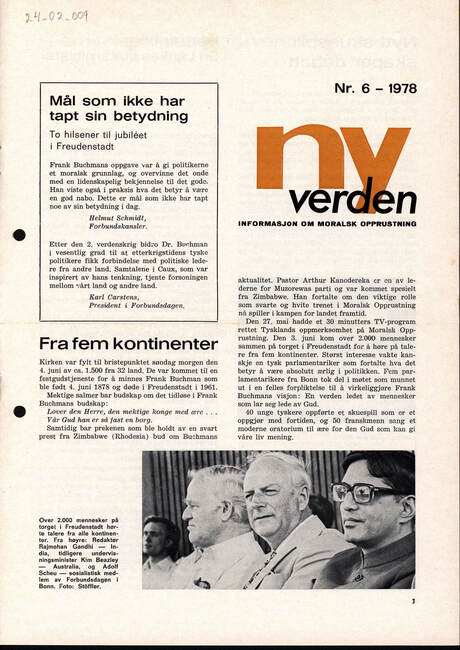 24-02-009
Nr. 6 – 1978
ny
verden
INFORMASJON OM MORALSK OPPRUSTNING
Mål som ikke har
tapt sin betydning
To hilsener til jubiléet
i Freudenstadt
Frank Buchmans oppgave var å gi politikerne
et moralsk grunnlag, og overvinne det onde
med en lidenskapelig bekjennelse til det gode.
Han viste også i praksis hva det betyr å være
en god nabo. Dette er mål som ikke har tapt
noe av sin betydning i dag.
Helmut Schmidt,
Forbundskansler.
Etter den 2. verdenskrig bidro Dr. Buchman
i vesentlig grad til at etterkrigstidens tyske
politikere fikk forbindelse med politiske lede-
re fra andre land. Samtalene i Caux, som var
inspirert av hans tenkning, tjente forsoningen
mellom vårt land og andre land.
Karl Carstens,
President i Forbundsdagen.
Fra fem kontinenter
Kirken var fylt til bristepunktet søndag morgen den
4. juni av ca. 1.500 fra 32 land. De var kommet til en
festgudstjeneste for å minnes Frank Buchman som
ble født 4. juni 1878 og døde i Freudenstadt i 1961.
Mektige salmer bar budskap om det tidløse i Frank
Buchmans budskap:
Lover den Herre, den mektige konge med ære . . .
Vår Gud han er så fast en borg.
Samtidig bar prekenen som ble holdt av en svart
prest fra Zimbabwe (Rhodesia) bud om Buchmans
aktualitet. Pastor Arthur Kanodereka er en av le-
derne for Muzorewas parti og var kommet spesielt
fra Zimbabwe. Han fortalte om den viktige rolle
som svarte og hvite trenet i Moralsk Opprustning
nå spiller i kampen for landet framtid.
Den 27. mai hadde et 30 minutters TV-program
rettet Tysklands oppmerksomhet på Moralsk Opp-
rustning. Den 3. juni kom over 2.000 mennesker
sammen på torget i Freudenstadt for å høre på tale-
re fra fem kontinenter. Størst interesse vakte kan-
skje en tysk parlamentariker som fortalte hva det
betyr å være absolutt ærlig i politikken. Fem par-
lamentarikere fra Bonn tok del i møtet som munnet
ut i en felles forpliktelse til å virkeliggjøre Frank
Buchmans visjon: En verden ledet av mennesker
som lar seg lede av Gud.
40 unge tyskere oppførte et skuespill som er et
oppgjør med fortiden, og 50 franskmenn sang et
moderne oratorium til ære for den Gud som kan gi
våre liv mening.
Over 2.000 mennesker på
torget i Freudenstadt hør-
te talere fra alle konti-
nenter. Fra høyre: Redaktør
Rajmohan Gandhi — In-
dia, tidligere undervis-
ningsminister Kim Beazley
— Australia, og Adolf
Scheu — sosialistisk med-
lem av Forbundsdagen i
Bonn. Foto: Stöffler.
1